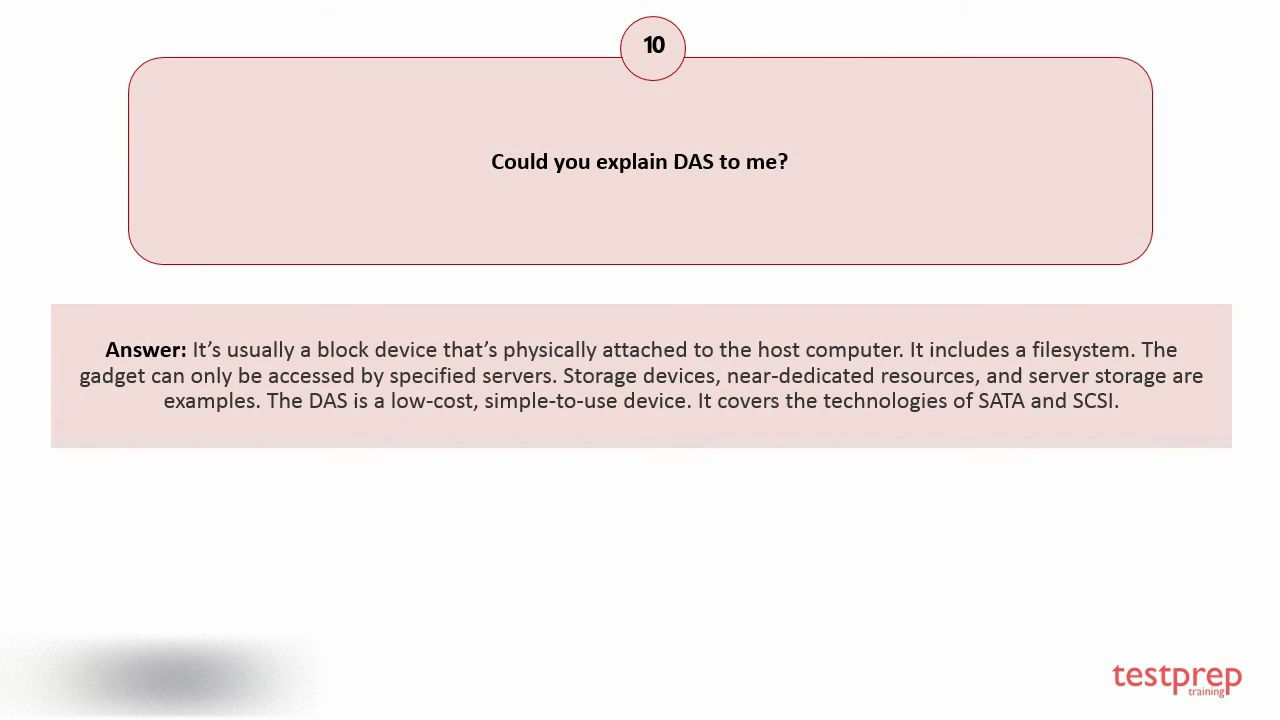 10
Could you explain DAS to me?
Answer: It’s usually a block device that’s physically attached to the host computer. It includes a filesystem. The
gadget can only be accessed by specified servers. Storage devices, near-dedicated resources, and server storage are
examples. The DAS is a low-cost, simple-to-use device. It covers the technologies of SATA and SCSI.
testprep
training